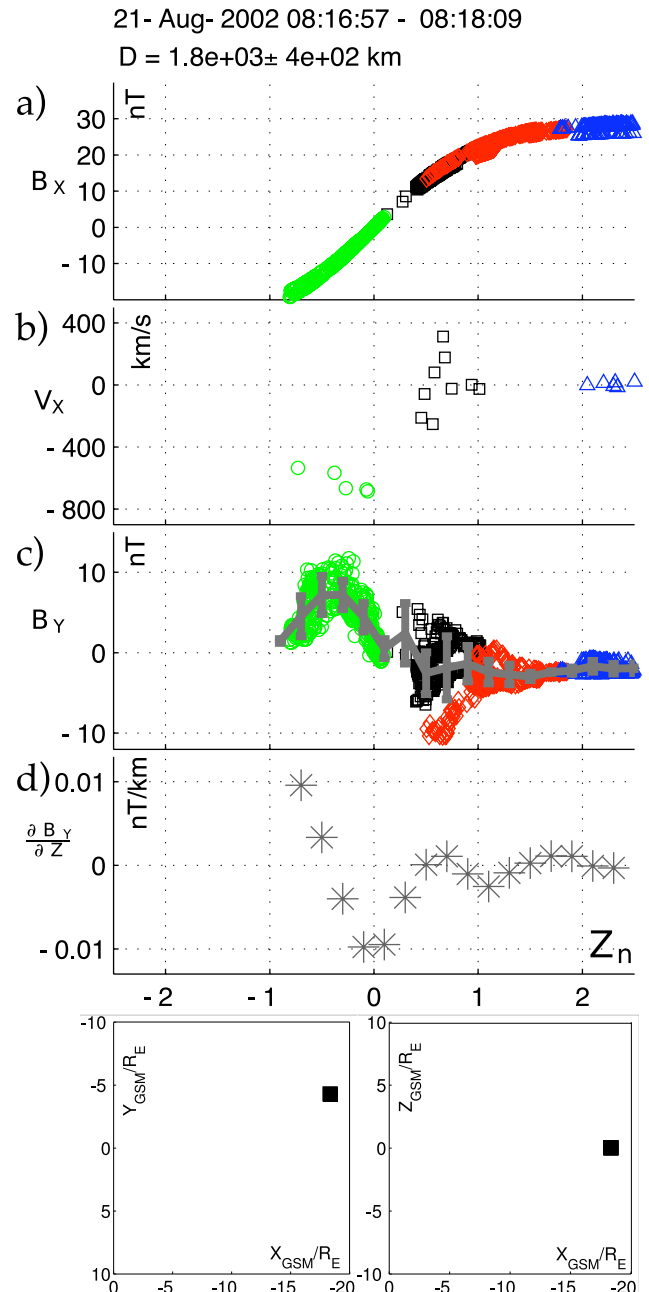 21- Aug- 2002 08:16:57 - 08:18:09
D = 1.8e+03± 4e+02 km
a)
nT
B X
30
20
10
0
- 10
b)
km/s
V X
400
0
- 400
- 800
c)
nT
B Y
10
0
- 10
d)
nT/km
∂ B Y
∂ Z
0.01
0
- 0.01
Z n
- 2 - 1 0 1 2
-10
-5
0
5
10
Y GSM/R E
X GSM/R E
0 -5 -10 -15 -20
10
5
0
-5
-10
Z GSM/R E
X GSM/R E
0 -5 -10 -15 -20